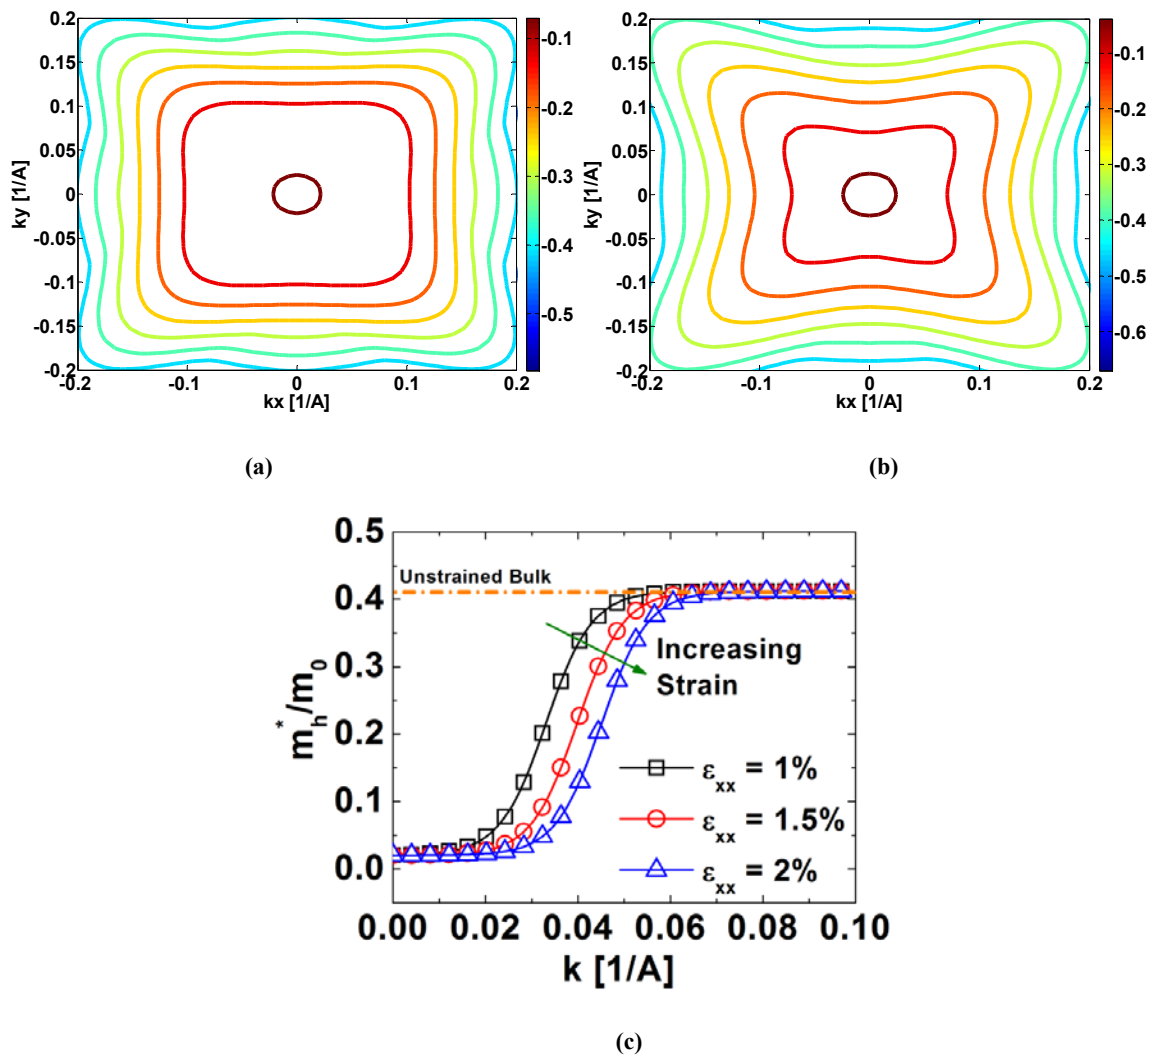 0.2
0.15
0.1
0.05
0
-0.05
-0.1
-0.15
-0.2
ky [1/A]
-0.2 -0.1 0 0.1 0.2
kx [1/A]
-0.1
-0.2
-0.3
-0.4
-0.5
(a)
0.2
0.15
0.1
0.05
0
-0.05
-0.1
-0.15
-0.2
ky [1/A]
-0.1 0 0.1 0.2
kx [1/A]
-0.1
-0.2
-0.3
-0.4
-0.5
-0.6
(b)
0.5
0.4
0.3
0.2
0.1
0.0
m*h/m0
Unstrained Bulk
Increasing
Strain
εxx = 1%
εxx = 1.5%
εxx = 2%
0.00 0.02 0.04 0.06 0.08 0.10
k [1/A]
(c)